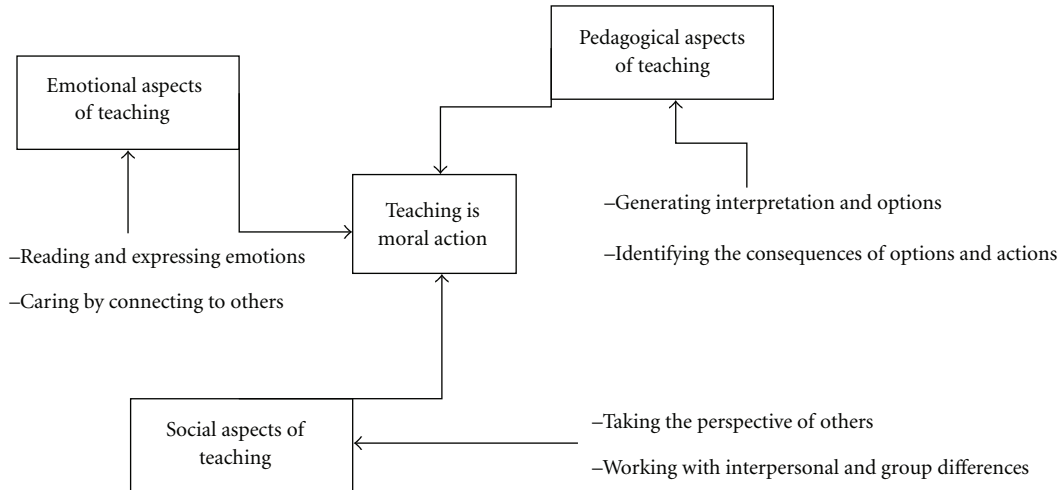 Pedagogical aspects
of teaching
Emotional aspects
of teaching
Teaching is
moral action
–Generating interpretation and options
–Identifying the consequences of options and actions
–Reading and expressing emotions
–Caring by connecting to others
Social aspects of
teaching
–Taking the perspective of others
–Working with interpersonal and group differences